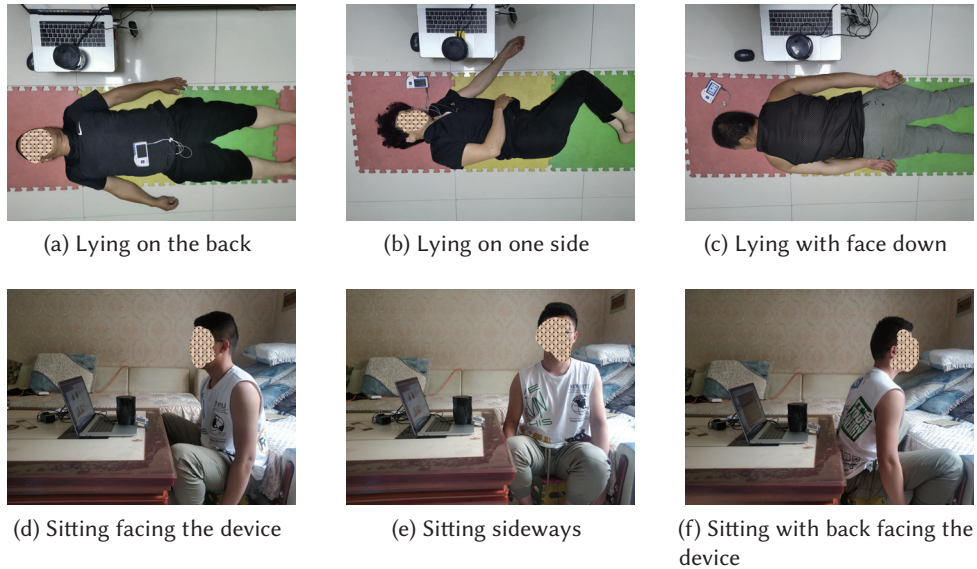 (a) Lying on the back
(b) Lying on one side
(c) Lying with face down
(d) Sitting facing the device
(e) Sitting sideways
(f) Sitting with back facing the
device